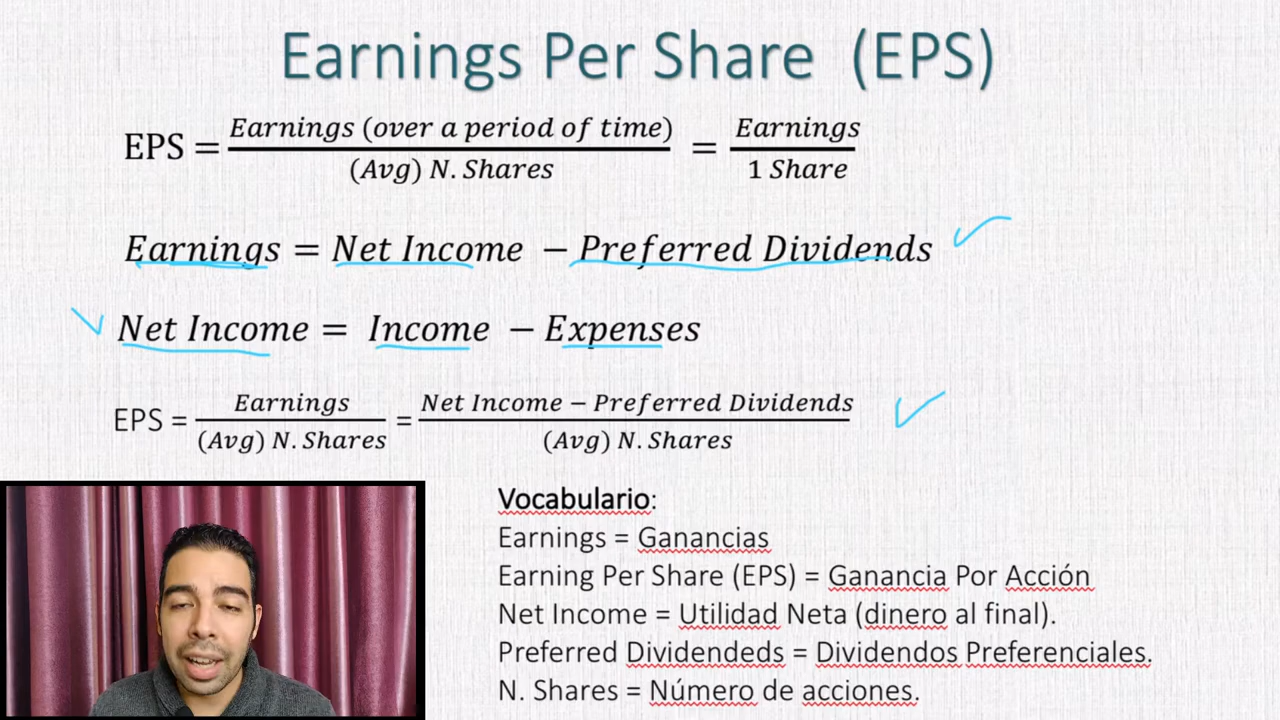 Earnings Per Share (EPS)
EPS = Earnings (over a period of time) / (Avg) N. Shares = Earnings / 1 Share
Earnings = Net Income − Preferred Dividends
Net Income = Income − Expenses
EPS = Earnings / (Avg) N. Shares = Net Income − Preferred Dividends / (Avg) N. Shares
Vocabulario:
Earnings = Ganancias
Earning Per Share (EPS) = Ganancia Por Acción
Net Income = Utilidad Neta (dinero al final).
Preferred Dividendeds = Dividendos Preferenciales.
N. Shares = Número de acciones.